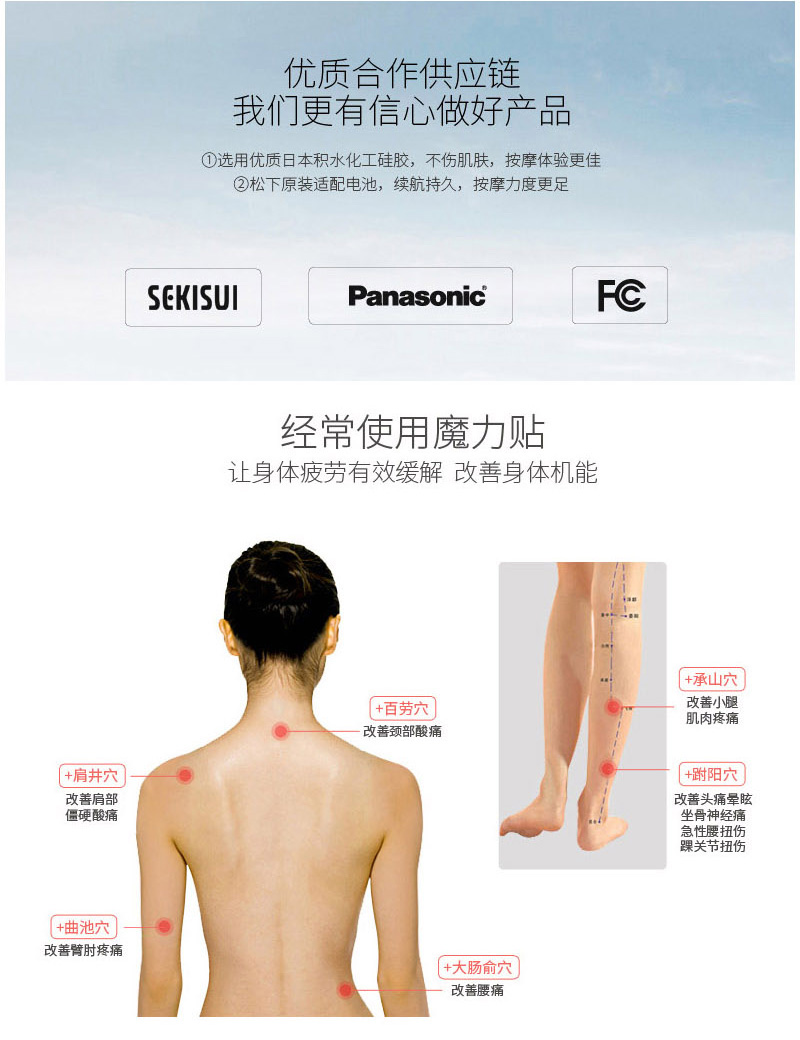 优质合作供应链
我们更有信心做好产品
①选用优质日本积水化工硅胶，不伤肌肤，按摩体验更佳
②松下原装适配电池，续航持久，按摩力度更足
SEKISUI
Panasonic®
FC
经常使用魔力贴
让身体疲劳有效缓解 改善身体机能
+百劳穴
改善颈部酸痛
+肩井穴
改善肩部
僵硬酸痛
+曲池穴
改善臂肘疼痛
+大肠俞穴
改善腰痛
+承山穴
改善小腿
肌肉疼痛
+跗阳穴
改善头痛晕眩
坐骨神经痛
急性腰扭伤
踝关节扭伤